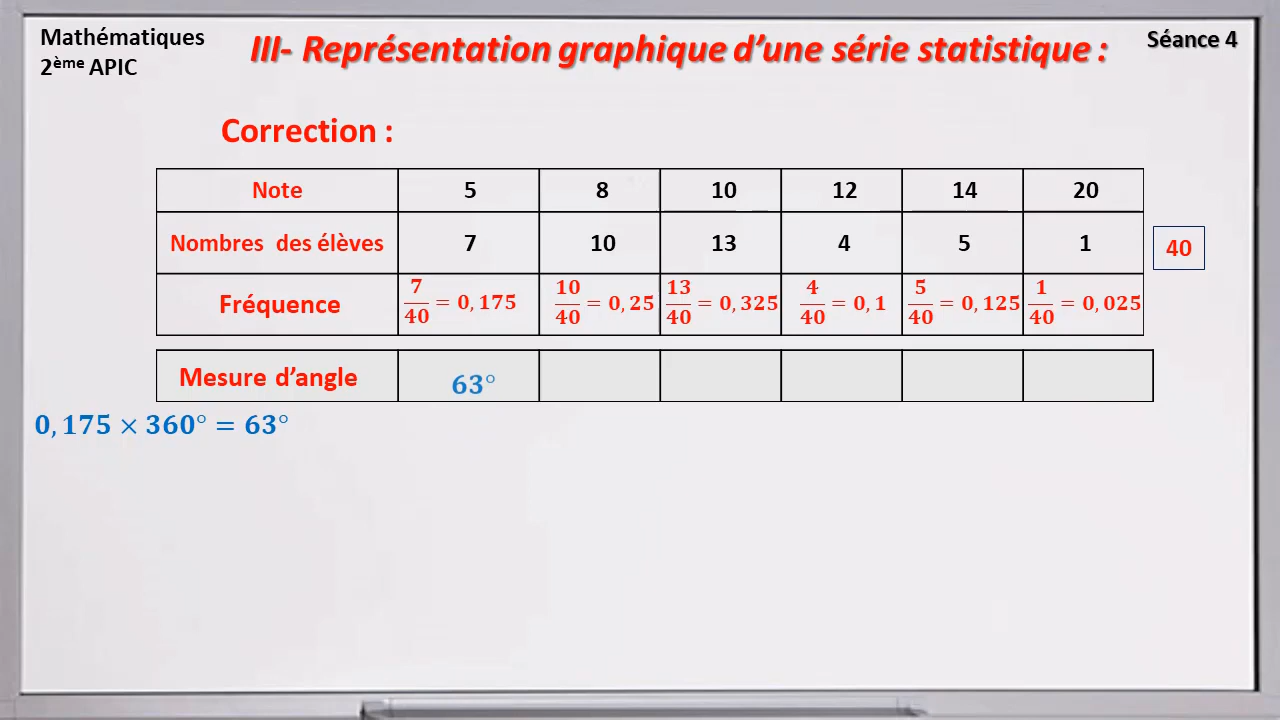 Mathématiques
2ème APIC
III- Représentation graphique d’une série statistique :
Séance 4
Correction :
Note 5 8 10 12 14 20
Nombres des élèves 7 10 13 4 5 1
40
Fréquence 7/40 = 0,175 10/40 = 0,25 13/40 = 0,325 4/40 = 0,1 5/40 = 0,125 1/40 = 0,025
Mesure d’angle 63°
0,175 × 360° = 63°